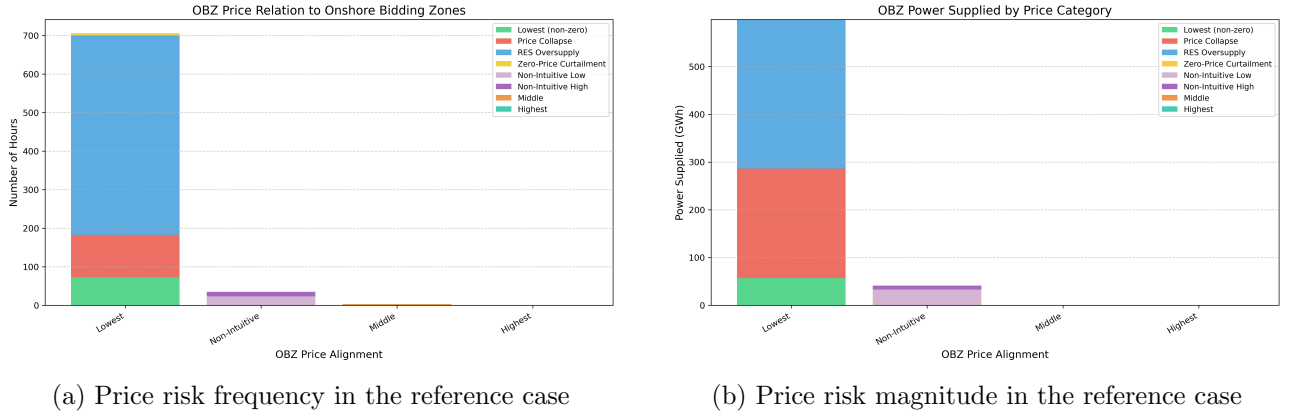 OBZ Price Relation to Onshore Bidding Zones
Number of Hours
700
600
500
400
300
200
100
0
Lowest (non-zero)
Price Collapse
RES Oversupply
Zero-Price Curtailment
Non-Intuitive Low
Non-Intuitive High
Middle
Highest
Lowest
Non-Intuitive
Middle
Highest
OBZ Price Alignment
(a) Price risk frequency in the reference case
OBZ Power Supplied by Price Category
Power Supplied (GWh)
500
400
300
200
100
0
Lowest (non-zero)
Price Collapse
RES Oversupply
Zero-Price Curtailment
Non-Intuitive Low
Non-Intuitive High
Middle
Highest
Lowest
Non-Intuitive
Middle
Highest
OBZ Price Alignment
(b) Price risk magnitude in the reference case